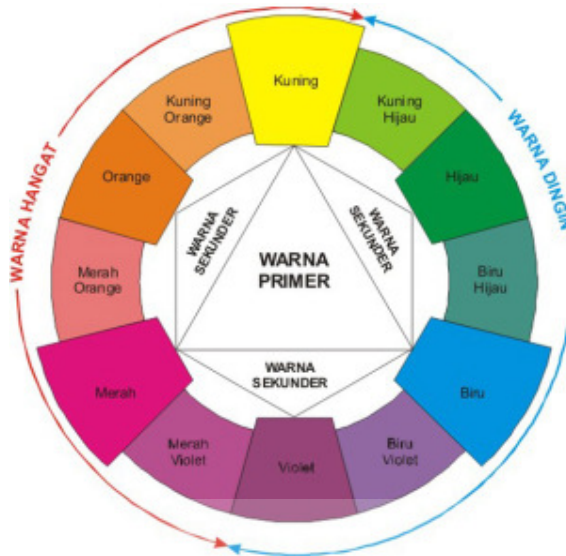 Kuning
Kuning
Orange
Kuning
Hijau
Orange
Hijau
WARNA HANGAT
WARNA DINGIN
WARNA
SEKUNDER
WARNA
SEKUNDER
WARNA
PRIMER
Merah
Orange
Biru
Hijau
WARNA
SEKUNDER
Merah
Biru
Merah
Violet
Violet
Biru
Violet